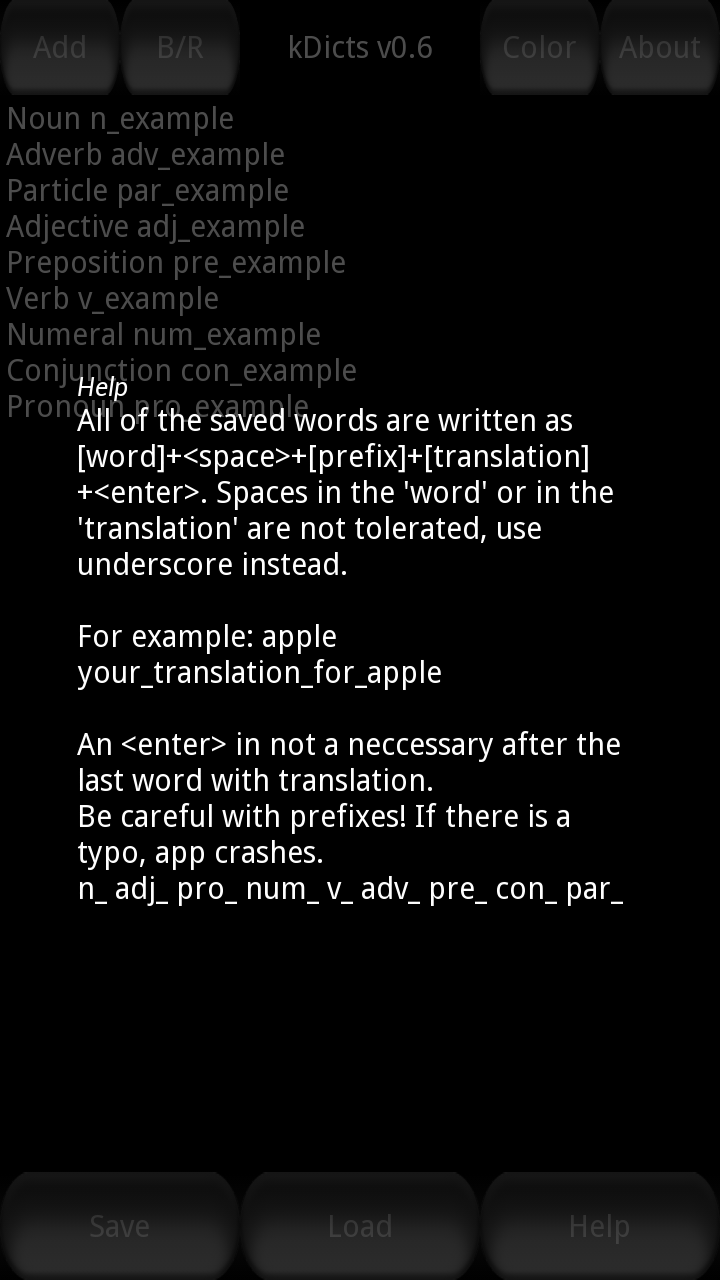 Add B/R kDicts v0.6 Color About
Noun n_example
Adverb adv_example
Particle par_example
Adjective adj_example
Preposition pre_example
Verb v_example
Numeral num_example
Conjunction con_example
Pronoun pro_example
Help
All of the saved words are written as
[word]+<space>+[prefix]+[translation]
+<enter>. Spaces in the 'word' or in the
'translation' are not tolerated, use
underscore instead.
For example: apple
your_translation_for_apple
An <enter> in not a neccessary after the
last word with translation.
Be careful with prefixes! If there is a
typo, app crashes.
n_ adj_ pro_ num_ v_ adv_ pre_ con_ par_
Save Load Help